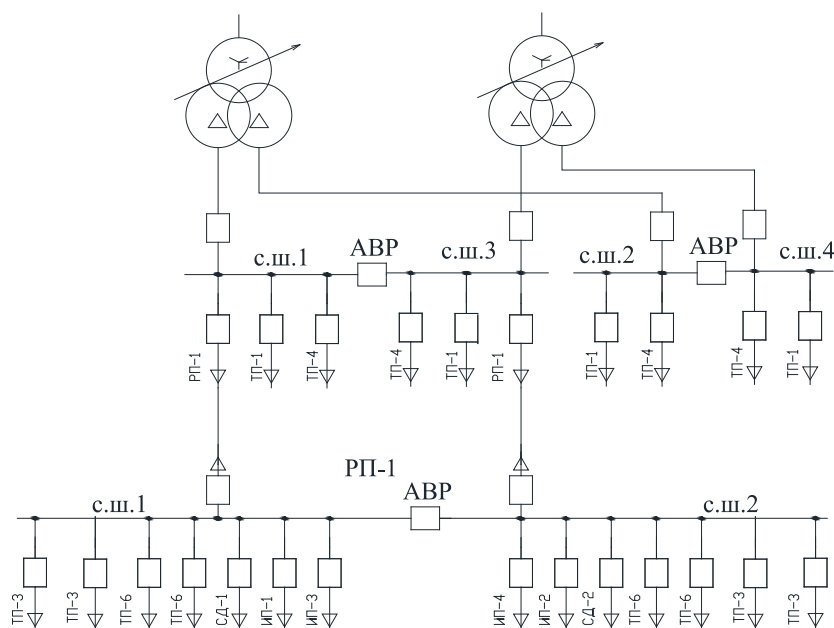 АВР
АВР
с.ш.1
с.ш.3
с.ш.2
с.ш.4
РП-1
ТП-1
ТП-4
ТП-4
ТП-1
РП-1
ТП-1
ТП-4
ТП-4
ТП-1
РП-1
АВР
с.ш.1
с.ш.2
ТП-3
ТП-3
ТП-6
ТП-6
СД-1
ИП-1
ИП-3
ИП-4
ИП-2
СД-2
ТП-6
ТП-6
ТП-3
ТП-3